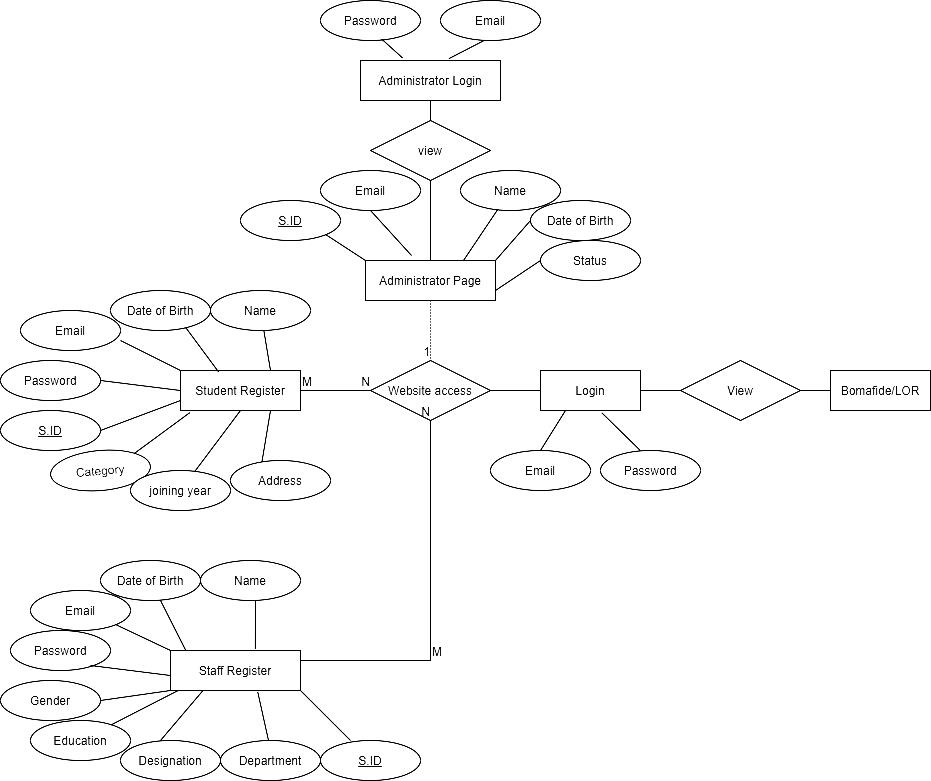 Password
Email
Administrator Login
view
Email
Name
S.ID
Date of Birth
Status
Administrator Page
Date of Birth
Name
Email
1
Password
Student Register
M
N
Website access
N
Login
View
Bomafide/LOR
S.ID
Category
joining year
Address
Email
Password
Date of Birth
Name
Email
Password
M
Staff Register
Gender
Education
Designation
Department
S.ID